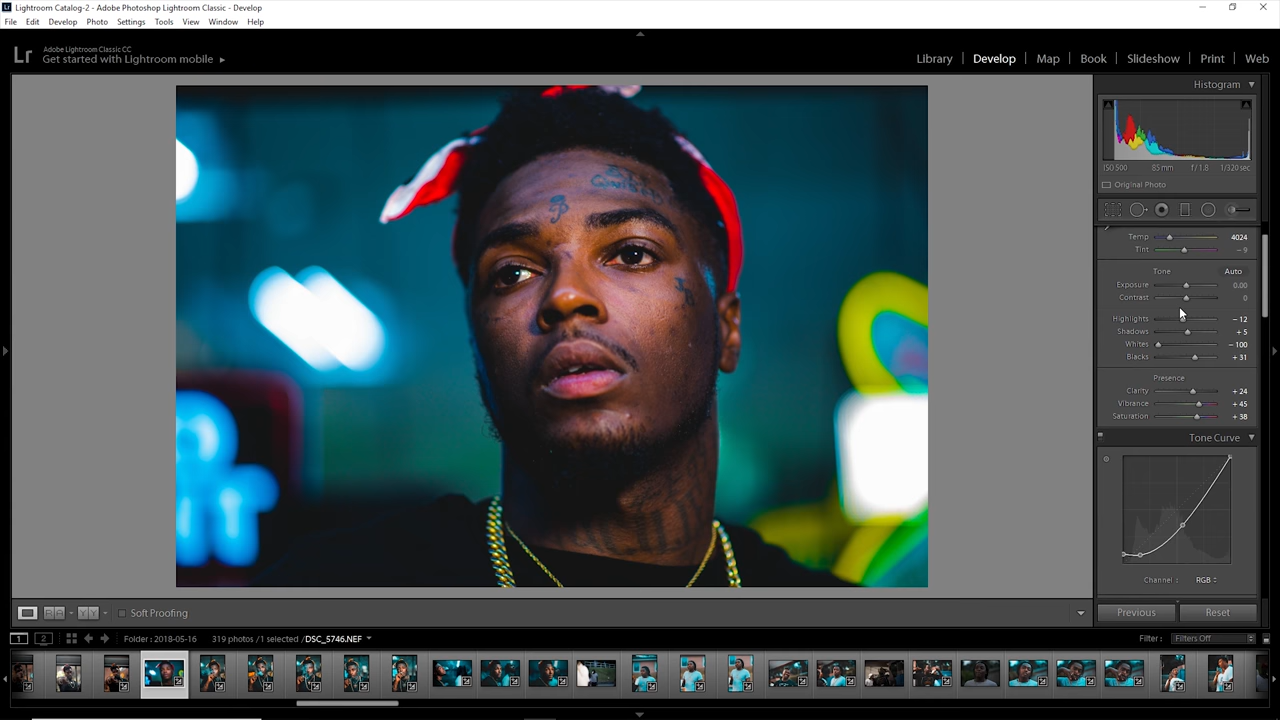 Lr Lightroom Catalog-2 - Adobe Photoshop Lightroom Classic - Develop
File Edit Develop Photo Settings Tools View Window Help
Lr Adobe Lightroom Classic CC
Get started with Lightroom mobile ▸
Library | Develop | Map | Book | Slideshow | Print | Web
Histogram
ISO 500 85 mm f / 1.8 1/320 sec
Original Photo
Temp 4024
Tint − 9
Tone Auto
Exposure 0.00
Contrast 0
Highlights − 12
Shadows + 5
Whites − 100
Blacks + 31
Presence
Clarity + 24
Vibrance + 45
Saturation + 38
Tone Curve
Channel : RGB
Soft Proofing
Previous Reset
1 2 Folder : 2018-05-16 319 photos / 1 selected / DSC_5746.NEF Filter : Filters Off